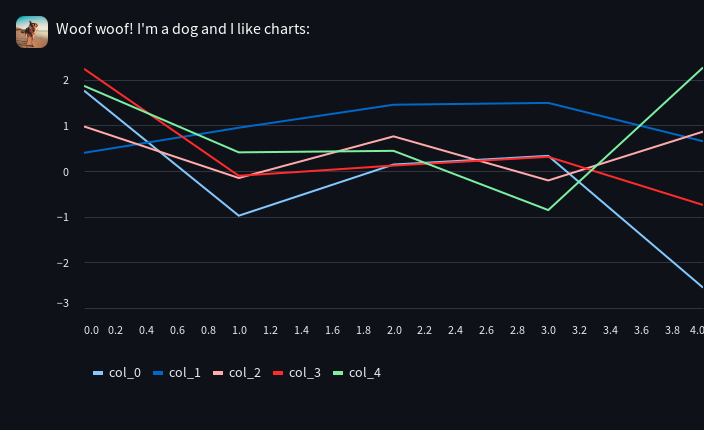 Woof woof! I'm a dog and I like charts:
2
1
0
−1
−2
−3
0.0 0.2 0.4 0.6 0.8 1.0 1.2 1.4 1.6 1.8 2.0 2.2 2.4 2.6 2.8 3.0 3.2 3.4 3.6 3.8 4.0
col_0 col_1 col_2 col_3 col_4